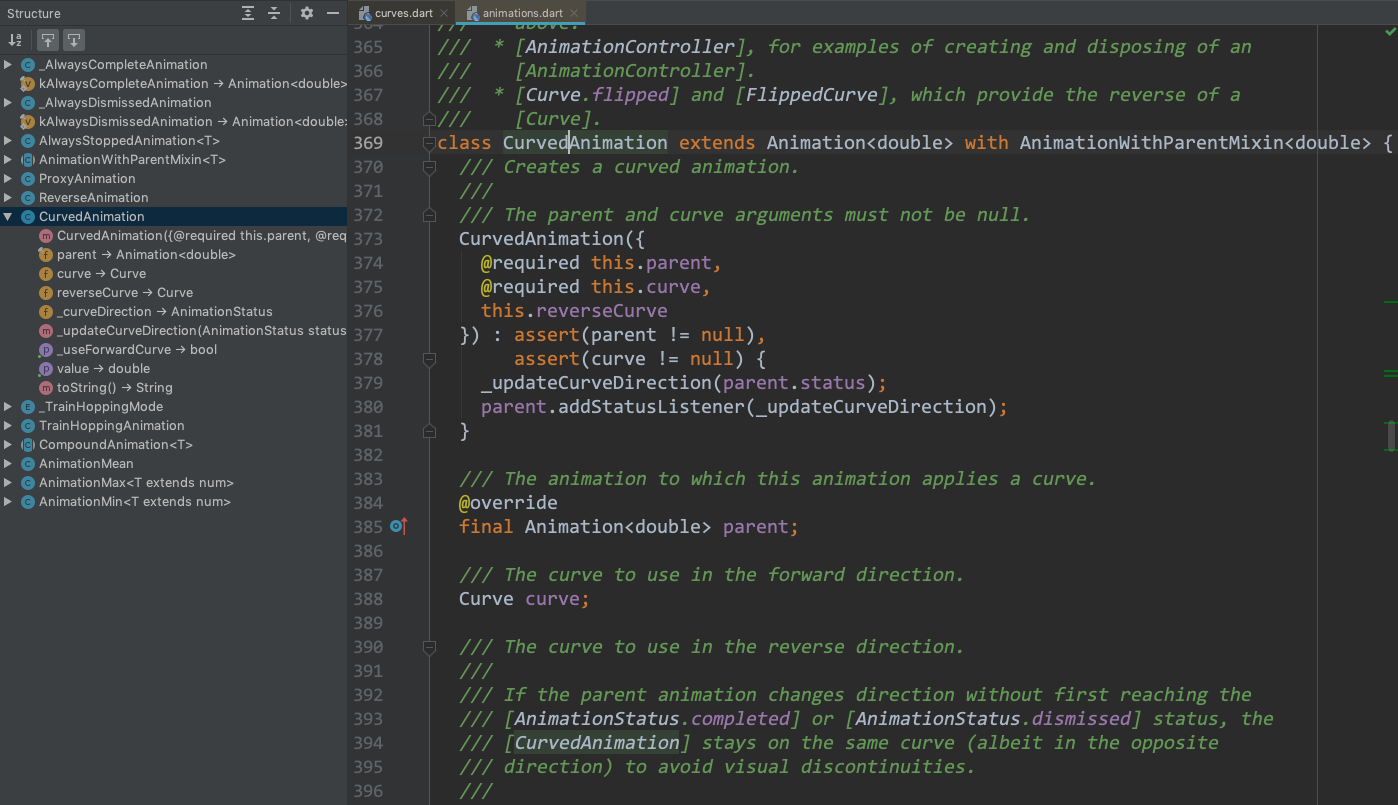 Structure
_AlwaysCompleteAnimation
kAlwaysCompleteAnimation → Animation<double>
_AlwaysDismissedAnimation
kAlwaysDismissedAnimation → Animation<double>
AlwaysStoppedAnimation<T>
AnimationWithParentMixin<T>
ProxyAnimation
ReverseAnimation
CurvedAnimation
CurvedAnimation({@required this.parent, @req
parent → Animation<double>
curve → Curve
reverseCurve → Curve
_curveDirection → AnimationStatus
_updateCurveDirection(AnimationStatus status
_useForwardCurve → bool
value → double
toString() → String
_TrainHoppingMode
TrainHoppingAnimation
CompoundAnimation<T>
AnimationMean
AnimationMax<T extends num>
AnimationMin<T extends num>
curves.dart
animations.dart
364 /// above.
365 /// * [AnimationController], for examples of creating and disposing of an
366 /// [AnimationController].
367 /// * [Curve.flipped] and [FlippedCurve], which provide the reverse of a
368 /// [Curve].
369 class CurvedAnimation extends Animation<double> with AnimationWithParentMixin<double> {
370 /// Creates a curved animation.
371 ///
372 /// The parent and curve arguments must not be null.
373 CurvedAnimation({
374 @required this.parent,
375 @required this.curve,
376 this.reverseCurve
377 }) : assert(parent != null),
378 assert(curve != null) {
379 _updateCurveDirection(parent.status);
380 parent.addStatusListener(_updateCurveDirection);
381 }
382
383 /// The animation to which this animation applies a curve.
384 @override
385 final Animation<double> parent;
386
387 /// The curve to use in the forward direction.
388 Curve curve;
389
390 /// The curve to use in the reverse direction.
391 ///
392 /// If the parent animation changes direction without first reaching the
393 /// [AnimationStatus.completed] or [AnimationStatus.dismissed] status, the
394 /// [CurvedAnimation] stays on the same curve (albeit in the opposite
395 /// direction) to avoid visual discontinuities.
396 ///